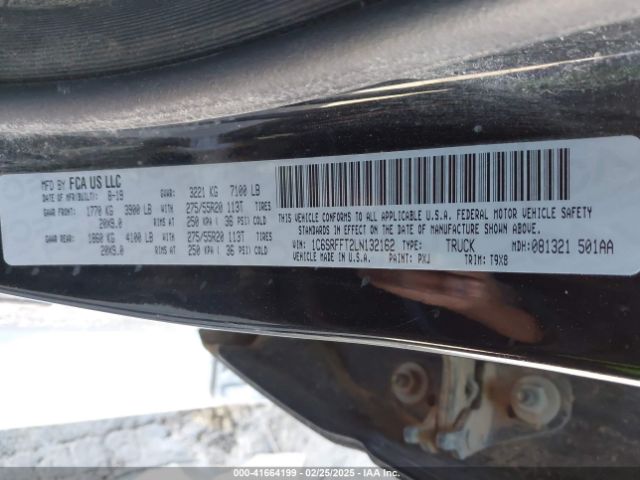 MFD BY FCA US LLC
DATE OF MFR(BUILT): 8-19 GVWR: 3221 KG 7100 LB
GAWR FRONT: 1770 KG 3900 LB WITH 275/55R20 113T TIRES
20X9.0 RIMS AT 250 KPA ( 36 PSI) COLD
GAWR REAR: 1860 KG 4100 LB WITH 275/55R20 113T TIRES
20X9.0 RIMS AT 250 KPA ( 36 PSI) COLD
THIS VEHICLE CONFORMS TO ALL APPLICABLE U.S.A. FEDERAL MOTOR VEHICLE SAFETY
STANDARDS IN EFFECT ON THE DATE OF MANUFACTURE SHOWN ABOVE.
VIN: 1C6SRFFT2LN132162 TYPE: TRUCK MDH: 081321 501AA
VEHICLE MADE IN U.S.A. PAINT: PXJ TRIM: T9X8
000-41664199 - 02/25/2025 - IAA Inc.